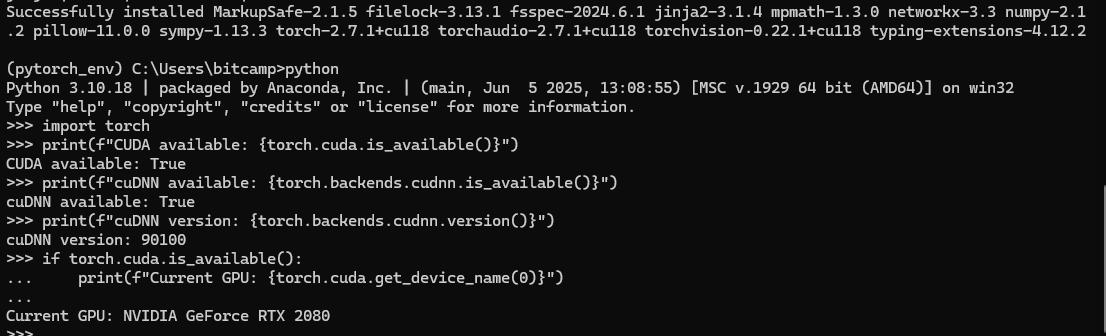 Successfully installed MarkupSafe-2.1.5 filelock-3.13.1 fsspec-2024.6.1 jinja2-3.1.4 mpmath-1.3.0 networkx-3.3 numpy-2.1
.2 pillow-11.0.0 sympy-1.13.3 torch-2.7.1+cu118 torchaudio-2.7.1+cu118 torchvision-0.22.1+cu118 typing-extensions-4.12.2
(pytorch_env) C:\Users\bitcamp>python
Python 3.10.18 | packaged by Anaconda, Inc. | (main, Jun  5 2025, 13:08:55) [MSC v.1929 64 bit (AMD64)] on win32
Type "help", "copyright", "credits" or "license" for more information.
>>> import torch
>>> print(f"CUDA available: {torch.cuda.is_available()}")
CUDA available: True
>>> print(f"cuDNN available: {torch.backends.cudnn.is_available()}")
cuDNN available: True
>>> print(f"cuDNN version: {torch.backends.cudnn.version()}")
cuDNN version: 90100
>>> if torch.cuda.is_available():
...     print(f"Current GPU: {torch.cuda.get_device_name(0)}")
...
Current GPU: NVIDIA GeForce RTX 2080
>>>